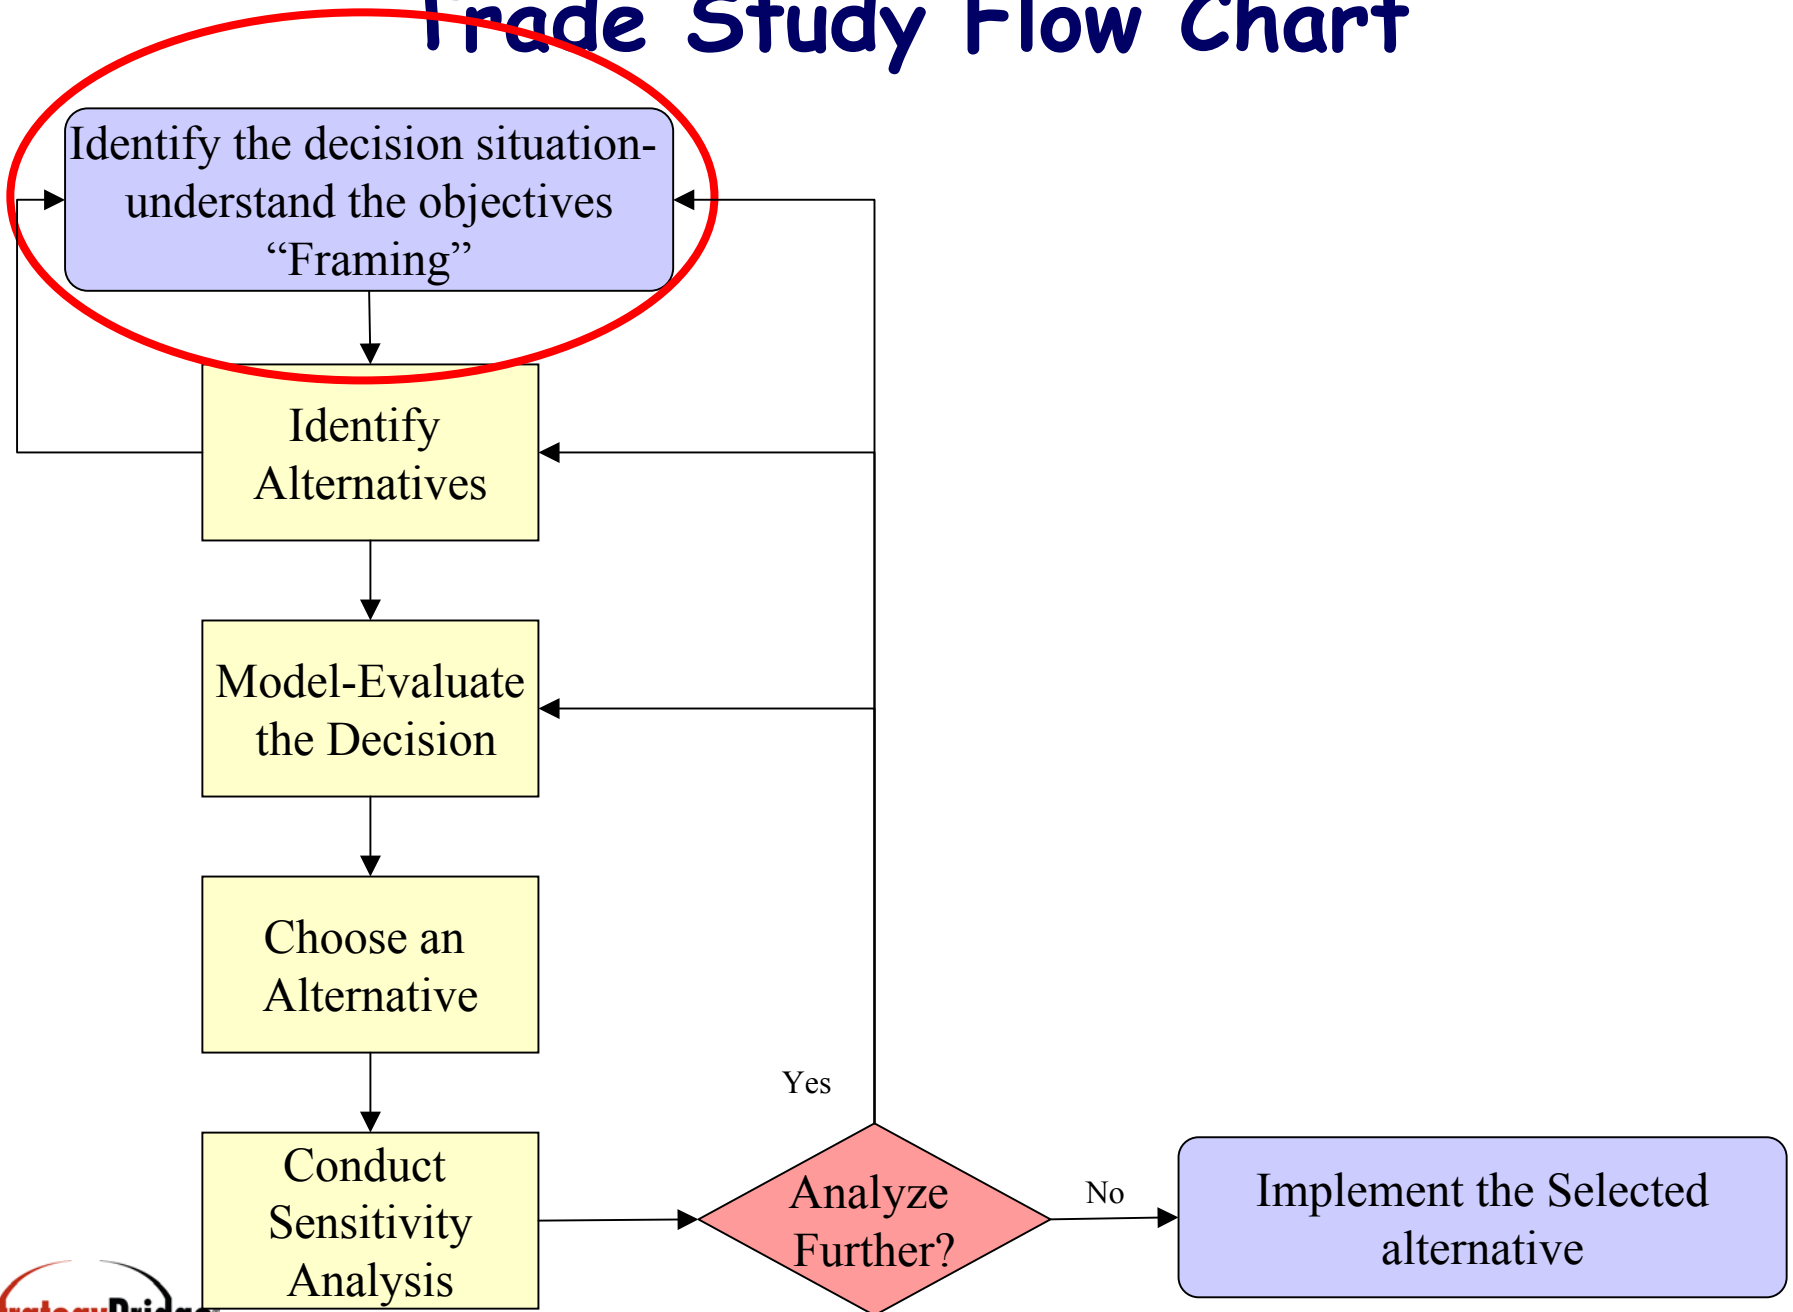 Trade Study Flow Chart
Identify the decision situation-
understand the objectives
“Framing”
Identify
Alternatives
Model-Evaluate
the Decision
Choose an
Alternative
Yes
Conduct
Sensitivity
Analysis
Analyze
Further?
No
Implement the Selected
alternative